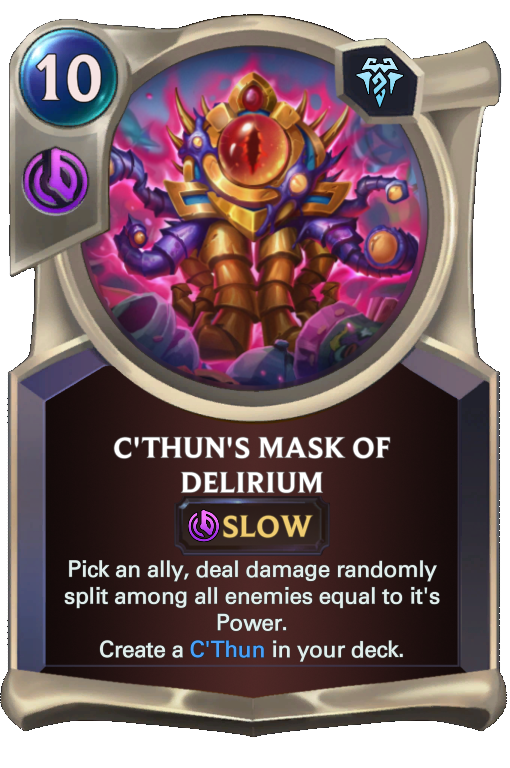 10
C'THUN'S MASK OF
DELIRIUM
SLOW
Pick an ally, deal damage randomly
split among all enemies equal to it's
Power.
Create a C'Thun in your deck.